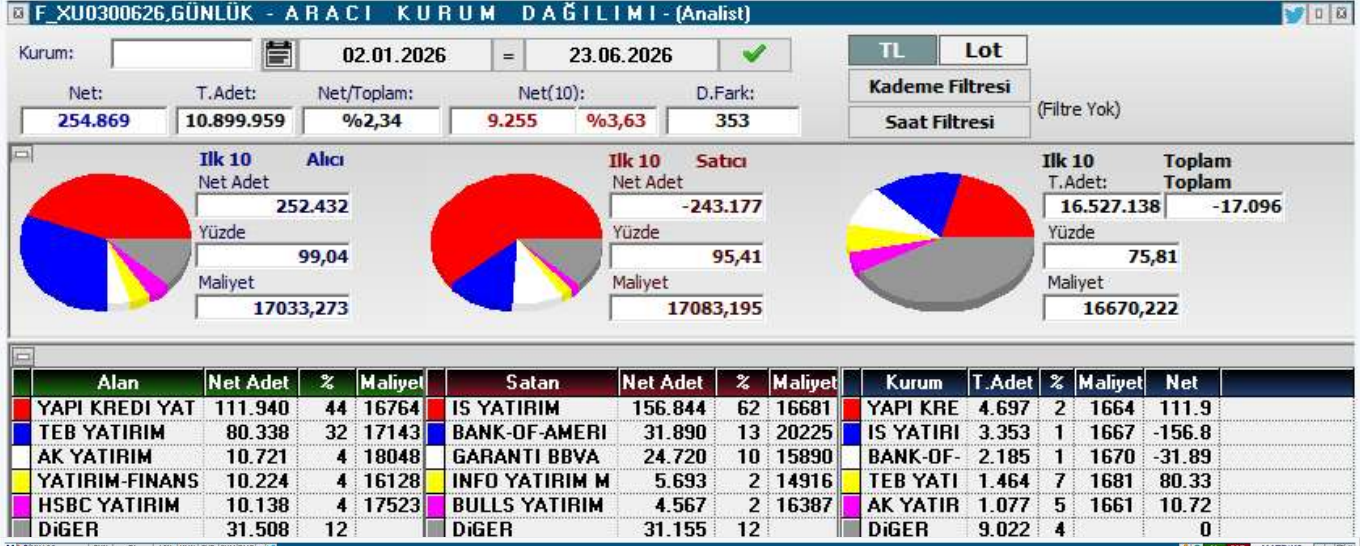 F_XU0300626,GÜNLÜK - A R A C I   K U R U M   D A Ğ I L I M I - (Analist)
Kurum: 02.01.2026 = 23.06.2026 TL Lot
Kademe Filtresi
Net: T.Adet: Net/Toplam: Net(10): D.Fark:
254.869 10.899.959 %2,34 9.255 %3,63 353 Saat Filtresi (Filtre Yok)
Ilk 10 Alıcı Ilk 10 Satıcı Ilk 10 Toplam
Net Adet Net Adet T.Adet: Toplam
252.432 -243.177 16.527.138 -17.096
Yüzde Yüzde Yüzde
99,04 95,41 75,81
Maliyet Maliyet Maliyet
17033,273 17083,195 16670,222
Alan Net Adet % Maliyet Satan Net Adet % Maliyet Kurum T.Adet % Maliyet Net
YAPI KREDI YAT 111.940 44 16764 IS YATIRIM 156.844 62 16681 YAPI KRE 4.697 2 1664 111.9
TEB YATIRIM 80.338 32 17143 BANK-OF-AMERI 31.890 13 20225 IS YATIRI 3.353 1 1667 -156.8
AK YATIRIM 10.721 4 18048 GARANTI BBVA 24.720 10 15890 BANK-OF- 2.185 1 1670 -31.89
YATIRIM-FINANS 10.224 4 16128 INFO YATIRIM M 5.693 2 14916 TEB YATI 1.464 7 1681 80.33
HSBC YATIRIM 10.138 4 17523 BULLS YATIRIM 4.567 2 16387 AK YATIR 1.077 5 1661 10.72
DiGER 31.508 12 DiGER 31.155 12 DiGER 9.022 4 0